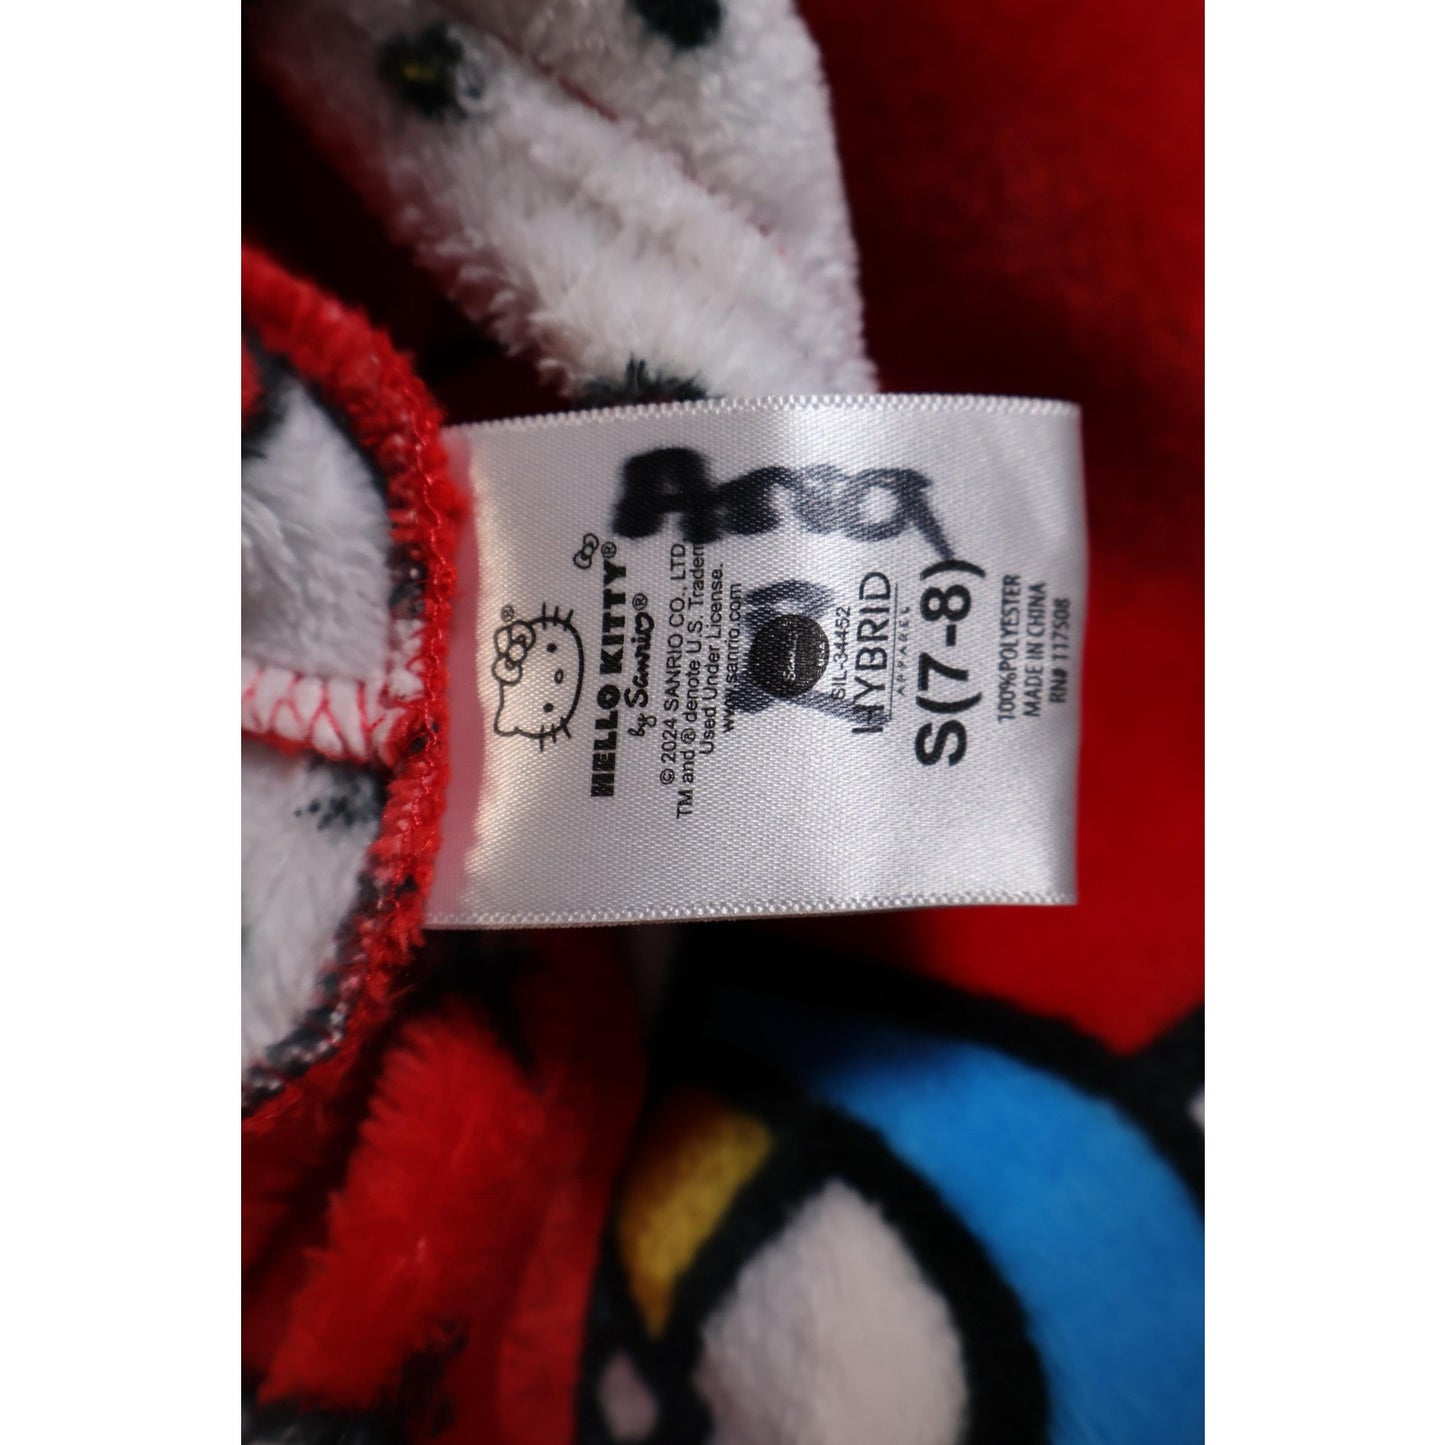 HELLO KITTY®
by Sanrio®
© 2024 SANRIO CO., LTD.
TM and ® denote U.S. Tradem
Used Under License.
www.sanrio.com
SIL-34452
HYBRID
APPAREL
S(7-8)
100%POLYESTER
MADE IN CHINA
RN# 117508